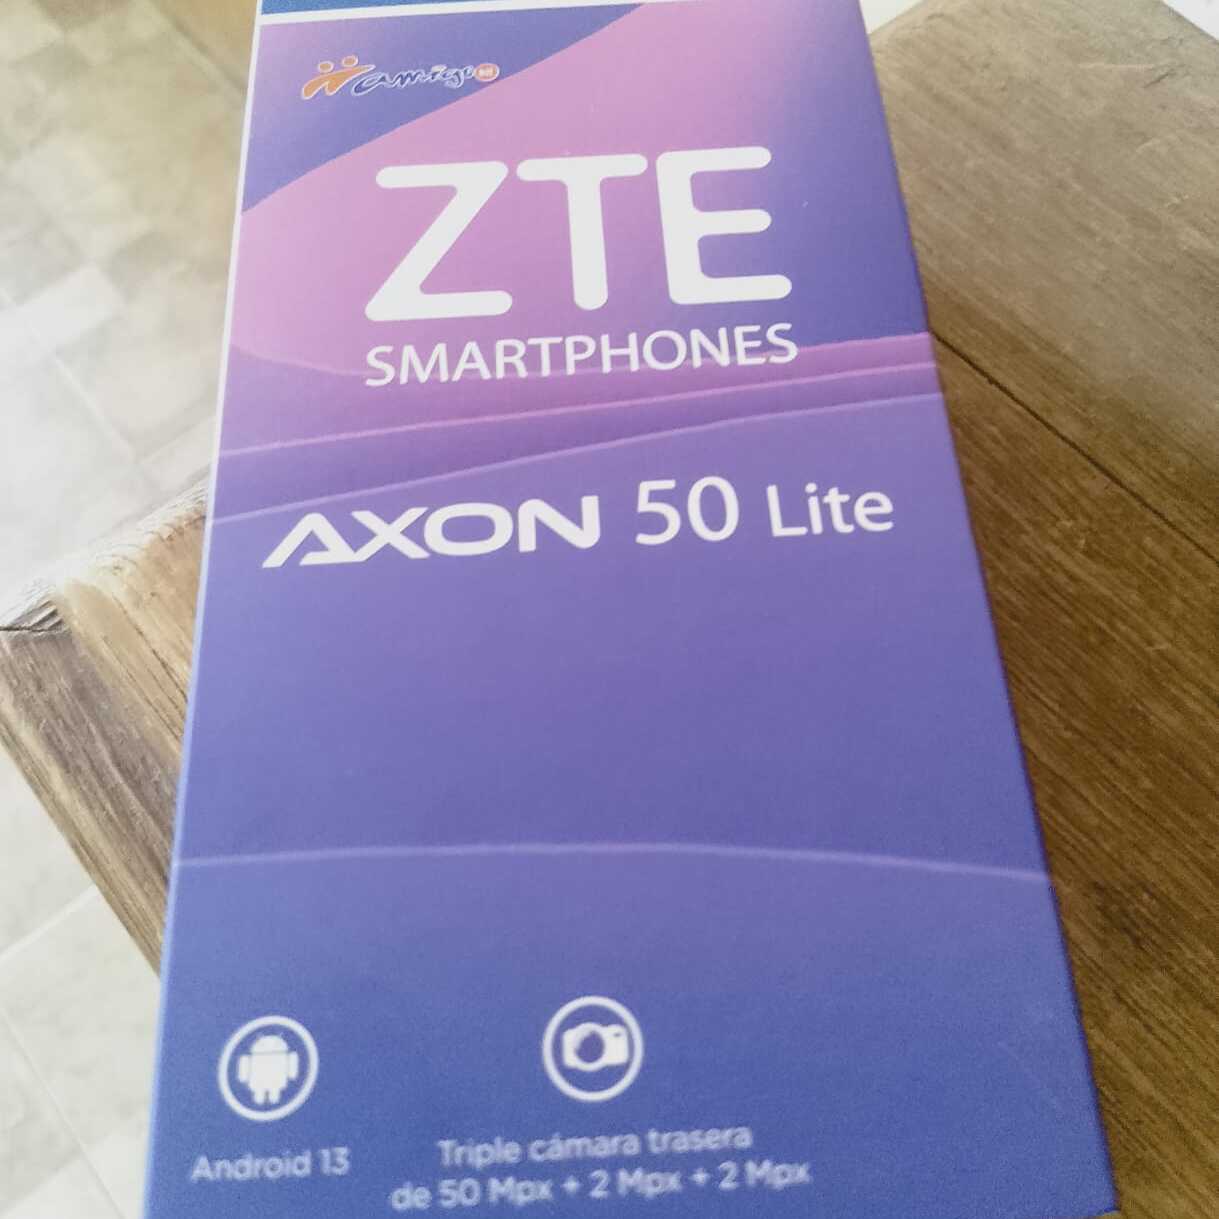 amigo
ZTE
SMARTPHONES
AXON 50 Lite
Android 13
Triple cámara trasera
de 50 Mpx + 2 Mpx + 2 Mpx